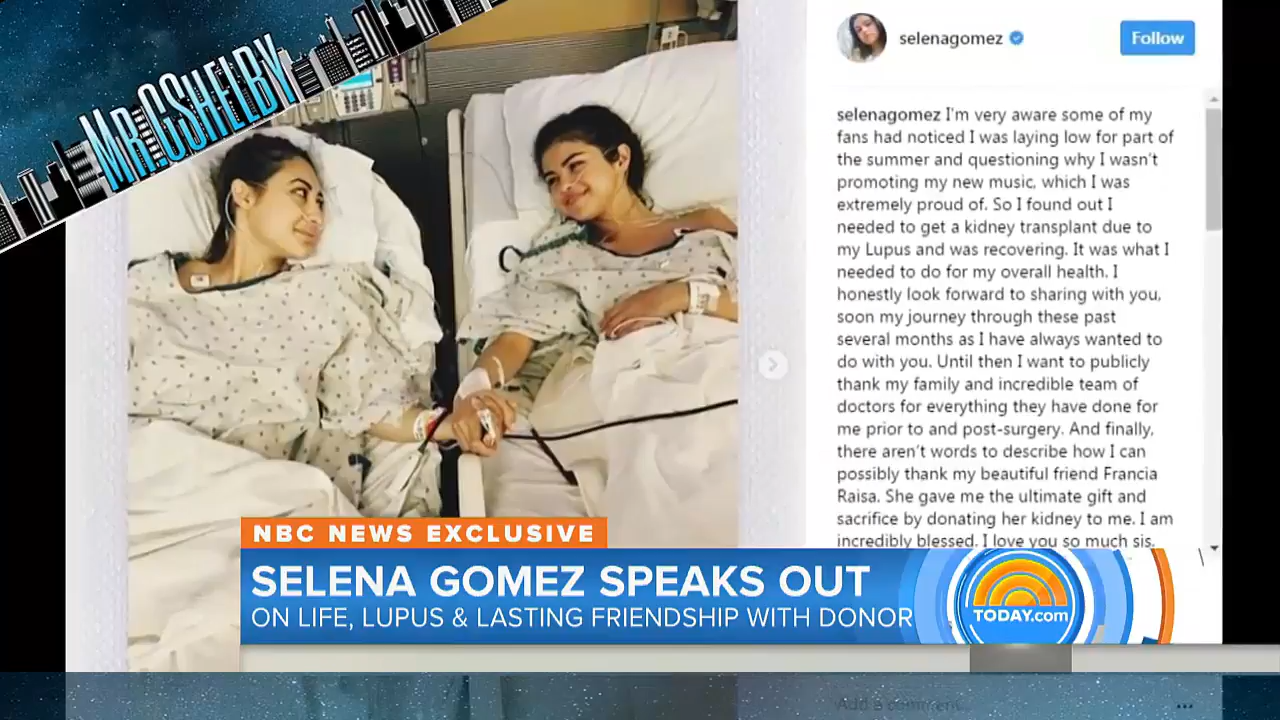 MR.GSHELBY
selenagomez
Follow
selenagomez I'm very aware some of my
fans had noticed I was laying low for part of
the summer and questioning why I wasn't
promoting my new music, which I was
extremely proud of. So I found out I
needed to get a kidney transplant due to
my Lupus and was recovering. It was what I
needed to do for my overall health. I
honestly look forward to sharing with you,
soon my journey through these past
several months as I have always wanted to
do with you. Until then I want to publicly
thank my family and incredible team of
doctors for everything they have done for
me prior to and post-surgery. And finally,
there aren't words to describe how I can
possibly thank my beautiful friend Francia
Raisa. She gave me the ultimate gift and
sacrifice by donating her kidney to me. I am
incredibly blessed. I love you so much sis.
NBC NEWS EXCLUSIVE
SELENA GOMEZ SPEAKS OUT
ON LIFE, LUPUS & LASTING FRIENDSHIP WITH DONOR
TODAY.com
Add a comment...